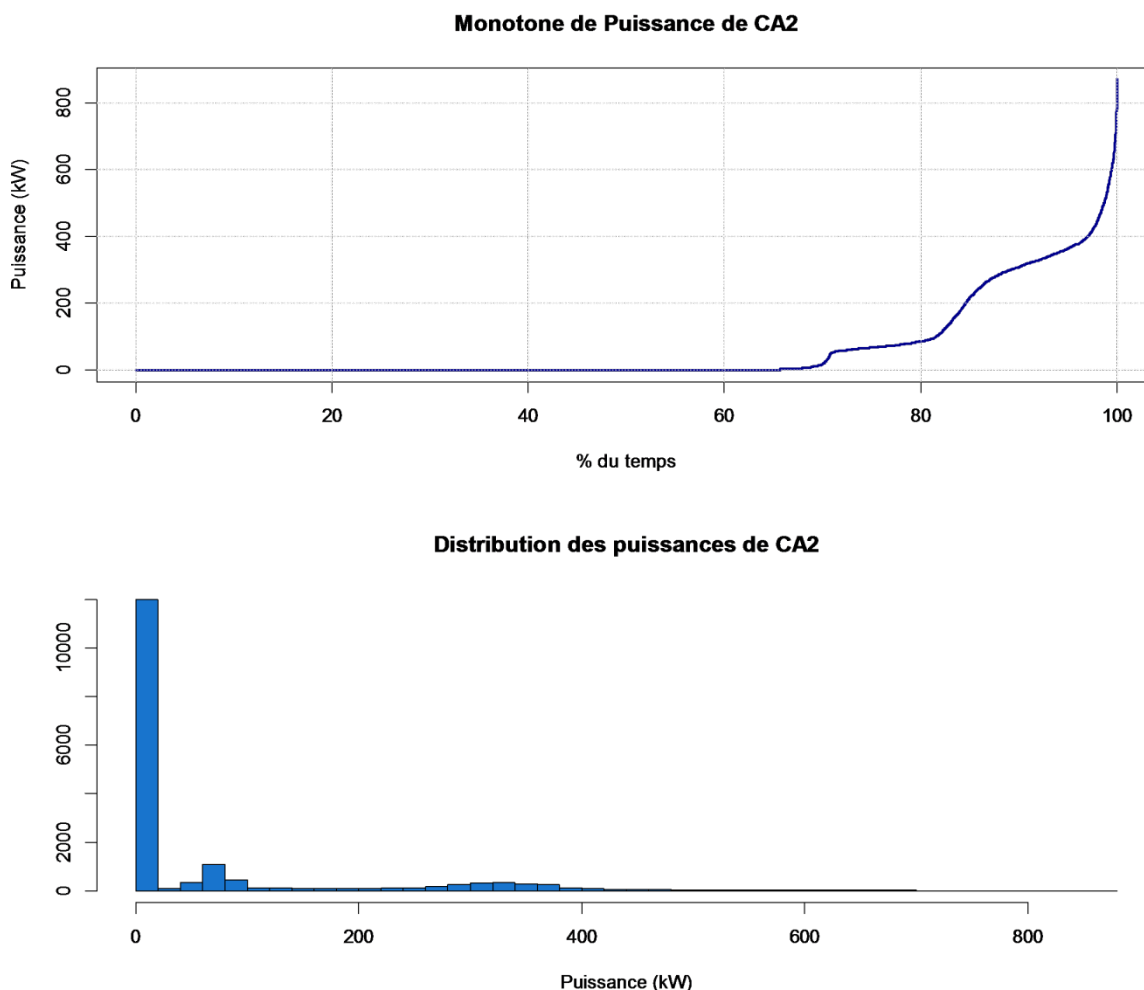 Monotone de Puissance de CA2
Puissance (kW)
800
600
400
200
0
0 20 40 60 80 100
% du temps
Distribution des puissances de CA2
10000
6000
2000
0
0 200 400 600 800
Puissance (kW)